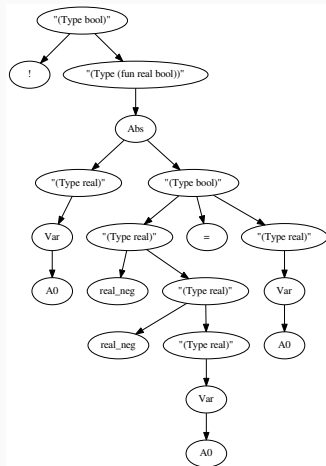 "(Type bool)"
!
"(Type (fun real bool))"
Abs
"(Type real)"
"(Type bool)"
Var
"(Type real)"
=
"(Type real)"
A0
real_neg
"(Type real)"
Var
real_neg
"(Type real)"
A0
Var
A0